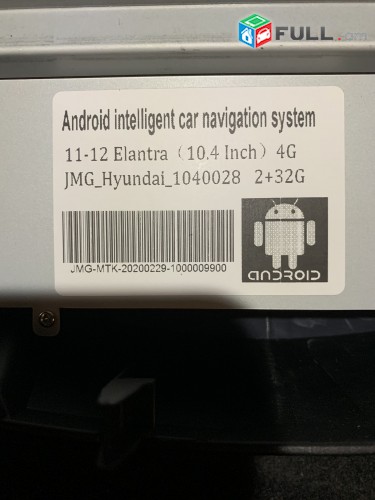 FULL.com
Android intelligent car navigation system
11-12 Elantra（10.4 Inch）4G
JMG_Hyundai_1040028 2+32G
JMG-MTK-20200229-1000009900
ANDROID